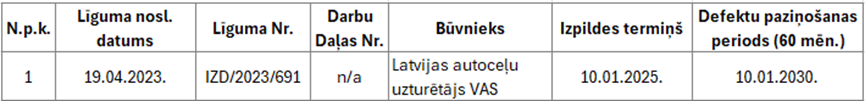 N.p.k. Līguma nosl. datums Līguma Nr. Darbu Daļas Nr. Būvnieks Izpildes termiņš Defektu paziņošanas periods (60 mēn.)
1 19.04.2023. IZD/2023/691 n/a Latvijas autoceļu uzturētājs VAS 10.01.2025. 10.01.2030.